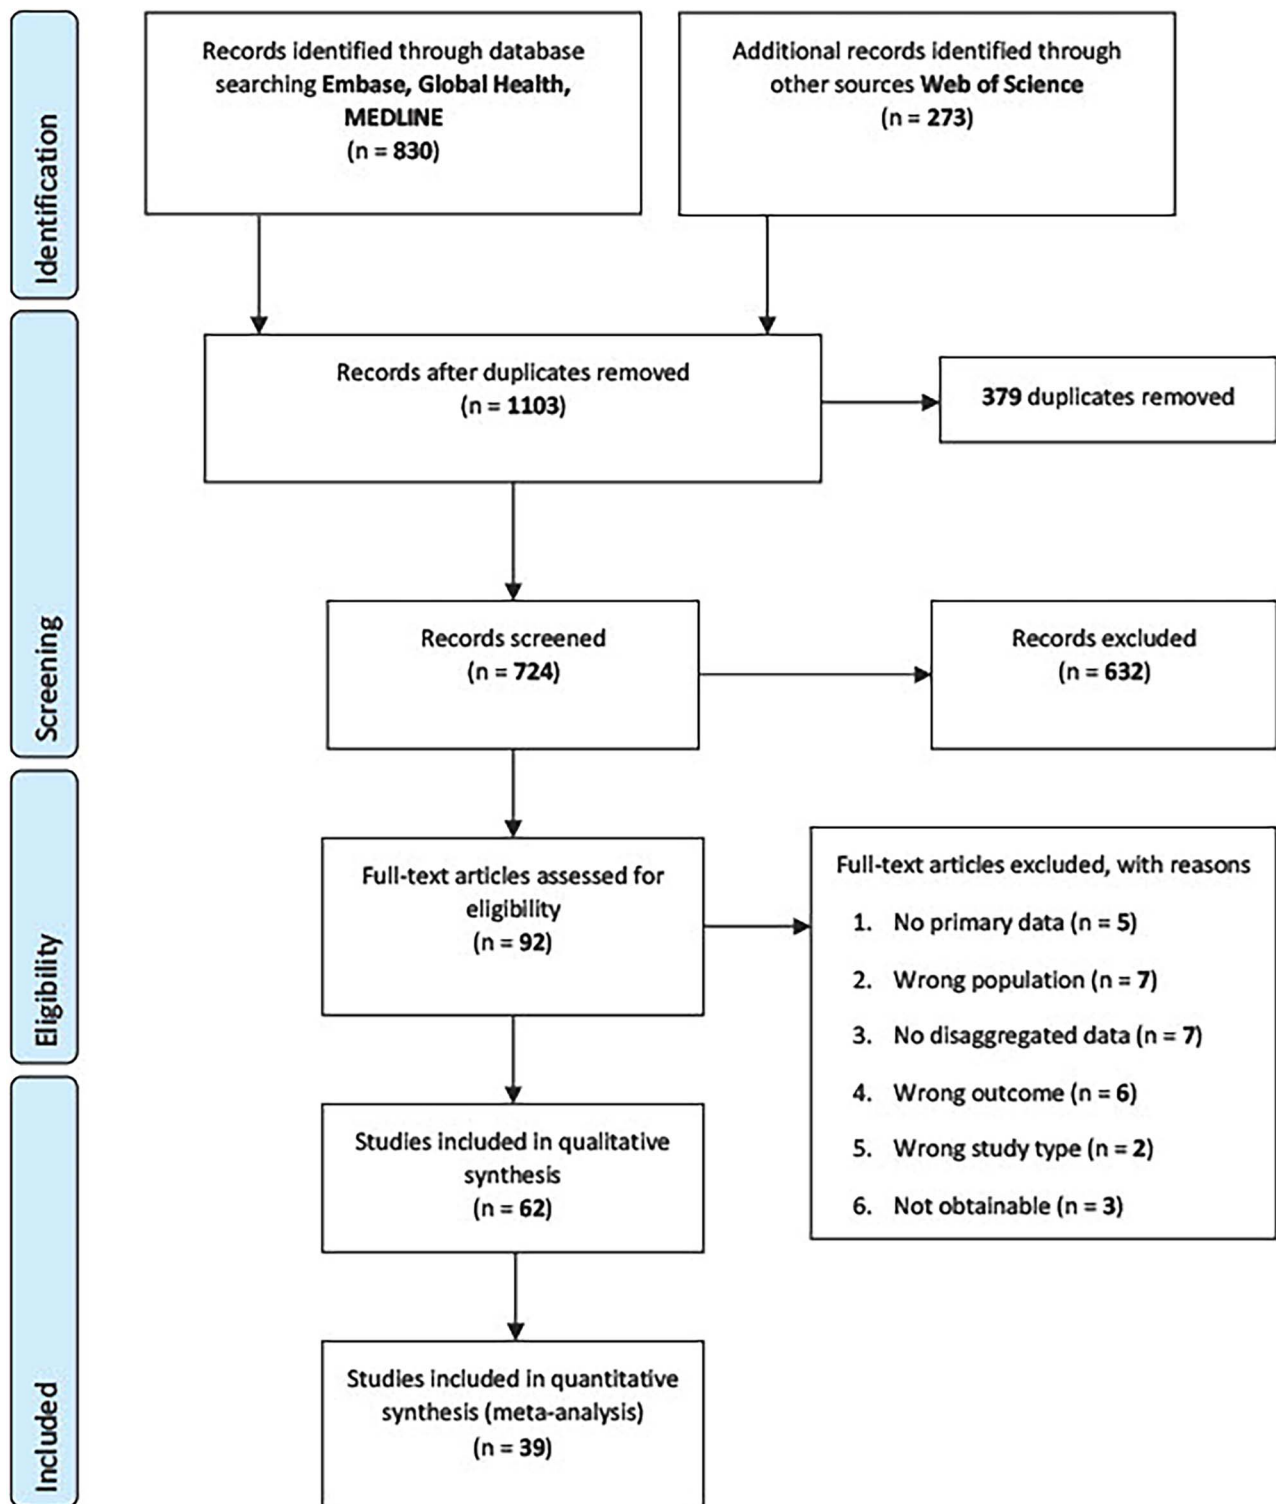 Identification
Records identified through database
searching Embase, Global Health,
MEDLINE
(n = 830)
Additional records identified through
other sources Web of Science
(n = 273)
Screening
Records after duplicates removed
(n = 1103)
379 duplicates removed
Records screened
(n = 724)
Records excluded
(n = 632)
Eligibility
Full-text articles assessed for
eligibility
(n = 92)
Full-text articles excluded, with reasons
1. No primary data (n = 5)
2. Wrong population (n = 7)
3. No disaggregated data (n = 7)
4. Wrong outcome (n = 6)
5. Wrong study type (n = 2)
6. Not obtainable (n = 3)
Included
Studies included in qualitative
synthesis
(n = 62)
Studies included in quantitative
synthesis (meta-analysis)
(n = 39)